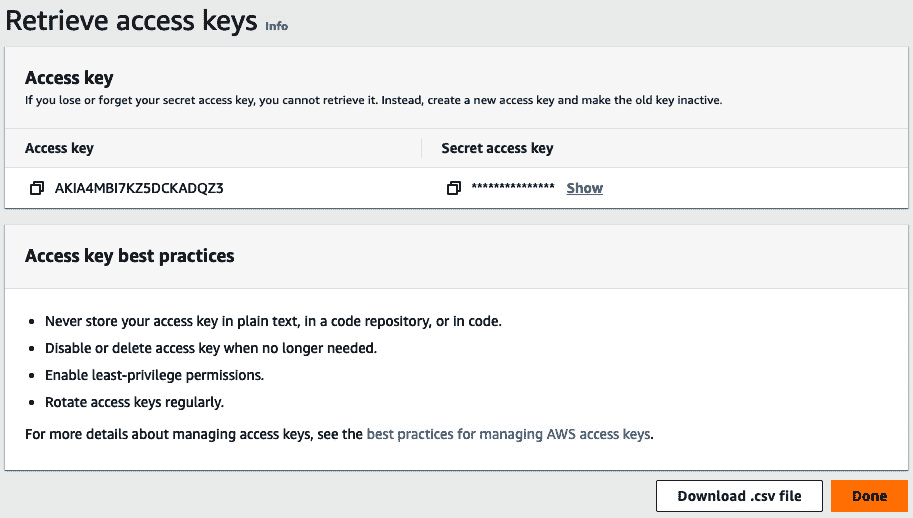 Retrieve access keys Info
Access key
If you lose or forget your secret access key, you cannot retrieve it. Instead, create a new access key and make the old key inactive.
Access key Secret access key
AKIA4MBI7KZ5DCKADQZ3 *************** Show
Access key best practices
• Never store your access key in plain text, in a code repository, or in code.
• Disable or delete access key when no longer needed.
• Enable least-privilege permissions.
• Rotate access keys regularly.
For more details about managing access keys, see the best practices for managing AWS access keys.
Download .csv file Done